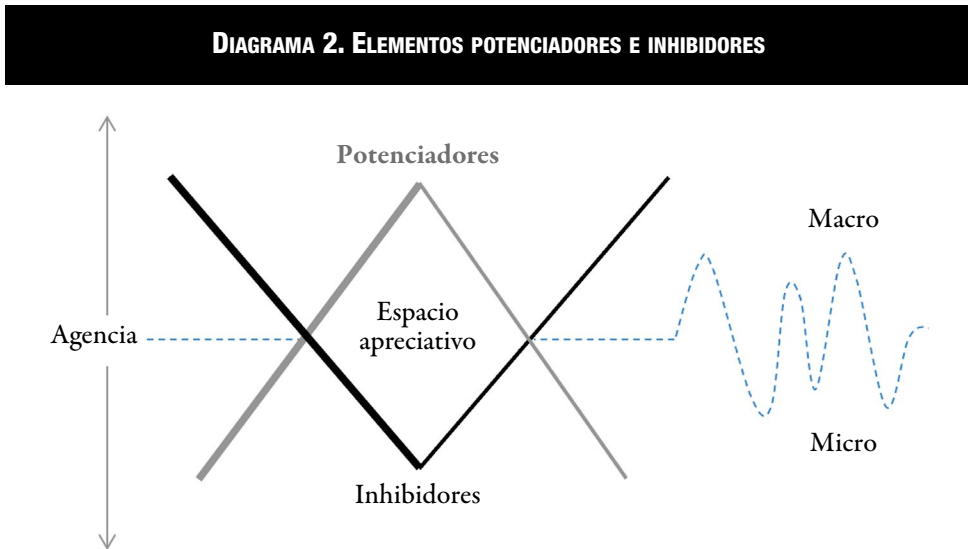 DIAGRAMA 2. ELEMENTOS POTENCIADORES E INHIBIDORES
Potenciadores
Macro
Espacio
apreciativo
Agencia
Micro
Inhibidores